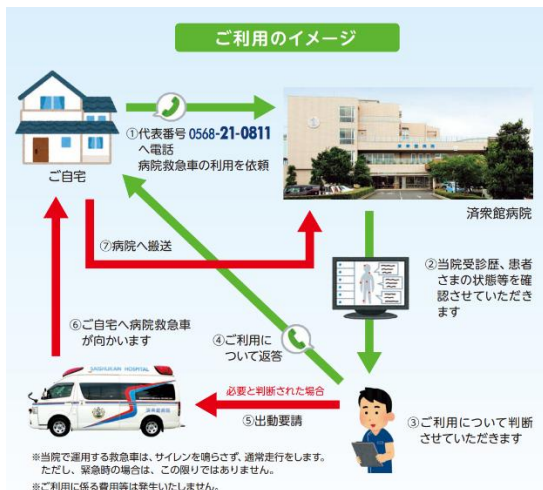 ご利用のイメージ
①代表番号 0568-21-0811
へ電話
病院救急車の利用を依頼
ご自宅
済衆館病院
⑦病院へ搬送
②当院受診歴、患者
さまの状態等を確
認させていただき
ます
⑥ご自宅へ病院救急車
が向かいます
④ご利用に
ついて返答
SAISHUKAN HOSPITAL
済衆館病院
必要と判断された場合
⑤出動要請
③ご利用について判断
させていただきます
※当院で運用する救急車は、サイレンを鳴らさず、通常走行をします。
ただし、緊急時の場合は、この限りではありません。
※ご利用に係る費用等は発生いたしません。